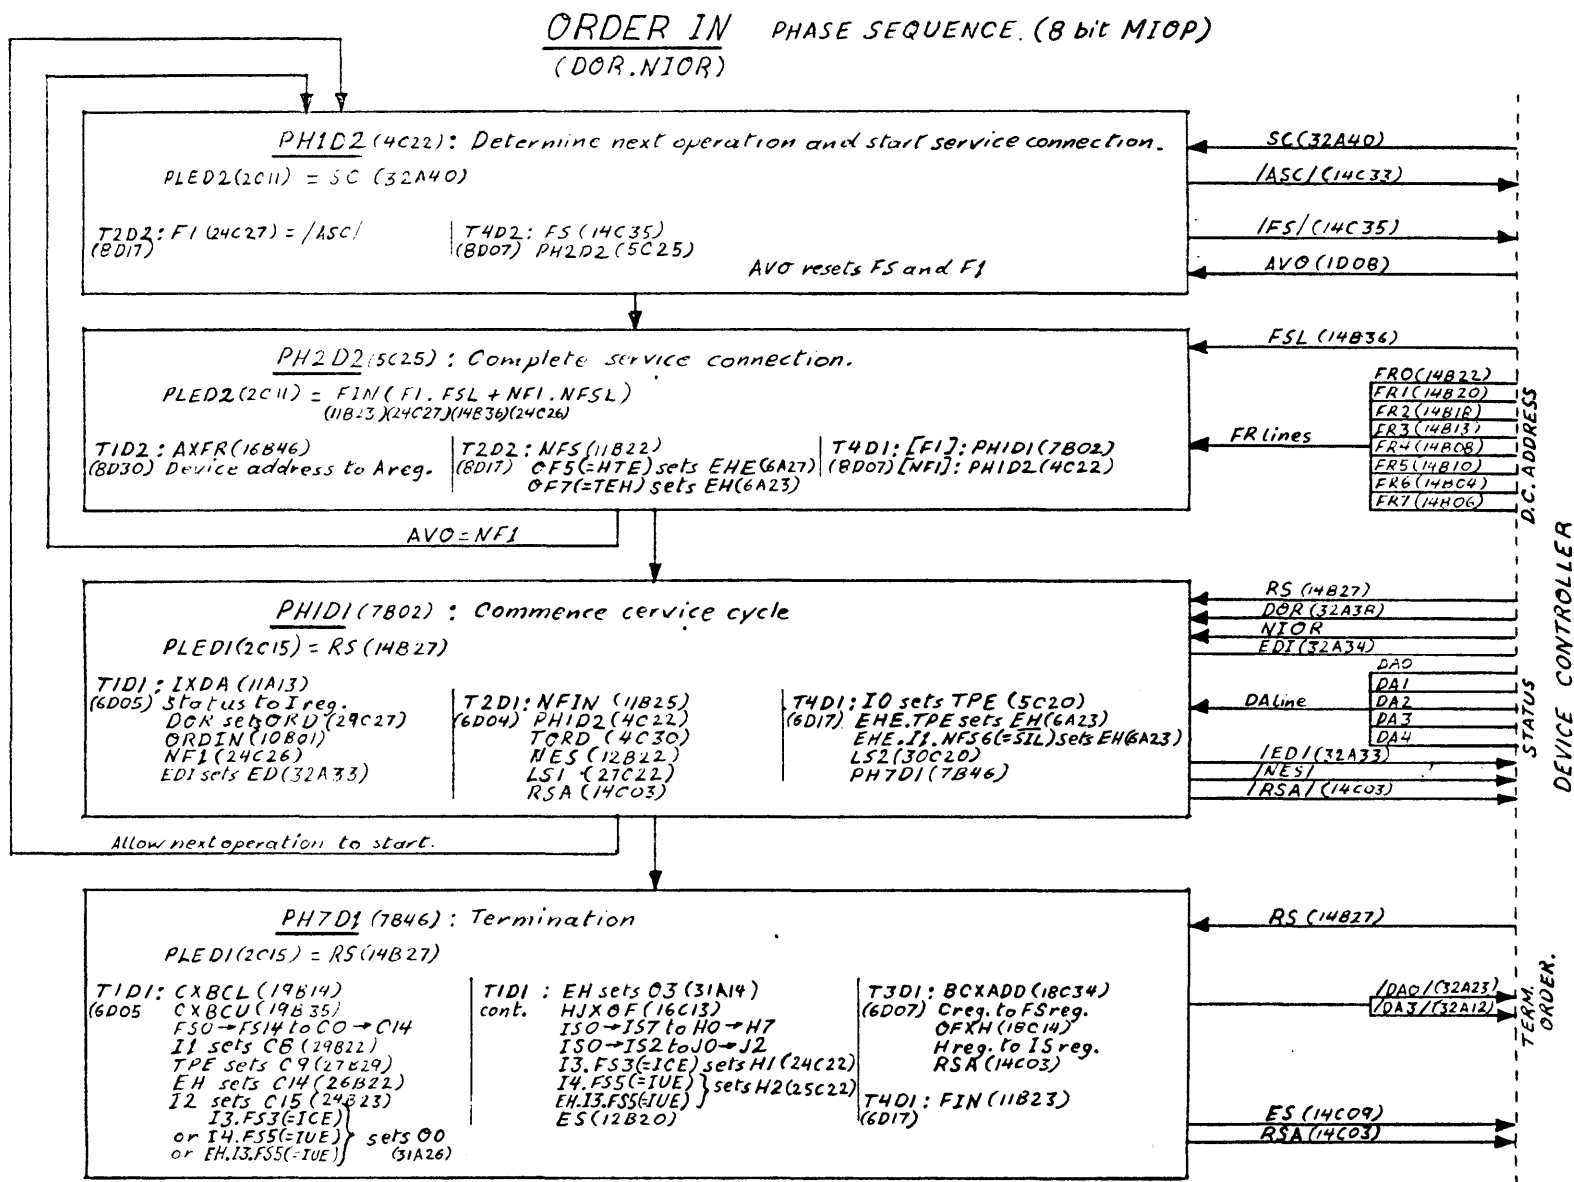 ORDER IN PHASE SEQUENCE. (8 bit MIOP)
(DOR.NIOR)
PH1D2 (4C22) : Determine next operation and start service connection.
PLED2(2C11) = SC (32A40)
T2D2: F1 (24C27) = /ASC/
(8D17)
T4D2: FS (14C35)
(8D07) PH2D2 (5C25)
AVO resets FS and F1
SC(32A40)
/ASC/(14C33)
/FS/(14C35)
AVO (1D08)
PH2D2(5C25) : Complete service connection.
PLED2(2C11) = FIN(F1.FSL + NF1.NFSL)
(11B23)(24C27)(14B36)(24C26)
T1D2: AXFR(16B46)
(8D30) Device address to Areg.
T2D2: NFS(11B22)
(8D17) OF5(=HTE) sets EHE(6A27)
OF7(=TEH) sets EH(6A23)
T4D1: [F1]: PH1D1(7B02)
(8D07) [NF1]: PH1D2(4C22)
FSL (14B36)
FR0(14B22)
FR1(14B20)
FR2(14B18)
FR3(14B13)
FR4(14B08)
FR5(14B10)
FR6(14BC4)
FR7(14B06)
FR lines
D.C. ADDRESS
AVO=NF1
PH1D1 (7B02) : Commence cervice cycle
PLED1(2C15) = RS (14B27)
T1D1: IXDA (11A13)
(6D05) Status to I reg.
DOR sets ORD (29C27)
ORDIN(10B01)
NF1(24C26)
EDI sets ED(32A33)
T2D1: NFIN (11B25)
(6D04) PH1D2(4C22)
TORD (4C30)
NES (12B22)
LS1 (27C22)
RSA (14C03)
T4D1: IO sets TPE (5C20)
(6D17) EHE.TPE sets EH(6A23)
EHE.I1.NFS6(=SIL) sets EH(6A23)
LS2(30C20)
PH7D1(7B46)
RS (14B27)
DOR (32A38)
NIOR
EDI(32A34)
DA0
DA1
DA2
DA3
DA4
DA line
/ED/(32A33)
/NES/
/RSA/(14C03)
STATUS
DEVICE CONTROLLER
Allow next operation to start.
PH7D1 (7B46) : Termination
PLED1(2C15) = RS(14B27)
T1D1: CXBCL(19B14)
(6D05 CXBCU(19B35)
FS0→FS14 to C0→C14
I1 sets C8 (29B22)
TPE sets C9(27B29)
EH sets C14(26B22)
I2 sets C15(24B23)
I3.FS3(=ICE)
or I4.FS5(=IUE) sets O0
or EH.I3.FS5(=IUE) (31A26)
T1D1 : EH sets O3 (31A14)
cont. HJXOF(16C13)
IS0→IS7 to H0→H7
IS0→IS2 to J0→J2
I3.FS3(=ICE) sets H1(24C22)
I4.FS5(=IUE) sets H2(25C22)
EH.I3.FS5(=IUE)
ES(12B20)
T3D1: BCXADD(18C34)
(6D07) Creg. to FSreg.
OFXH (18C14)
Hreg. to ISreg.
RSA(14C03)
T4D1: FIN(11B23)
(6D17)
RS (14B27)
/DA0/(32A23)
/DA3/(32A12)
TERM. ORDER.
ES (14C09)
RSA(14C03)